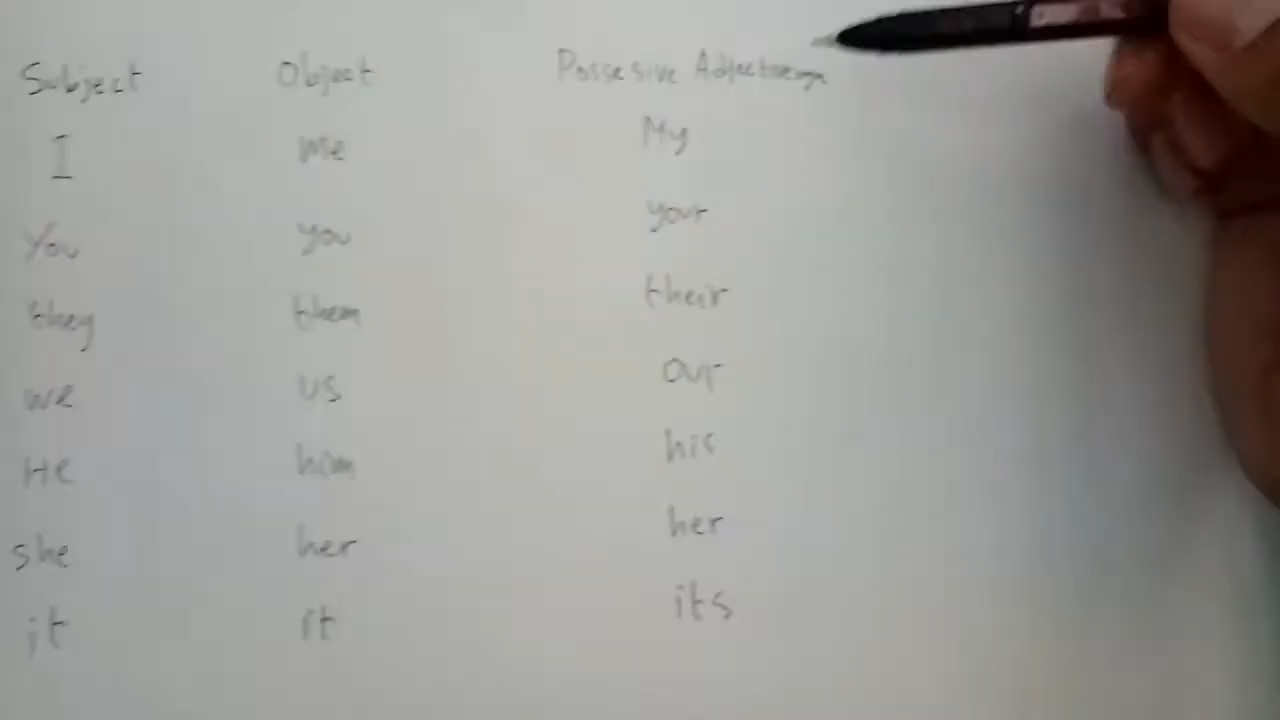 Subject Object Possesive
I me My
You you your
they them their
we us our
He him his
she her her
it it its